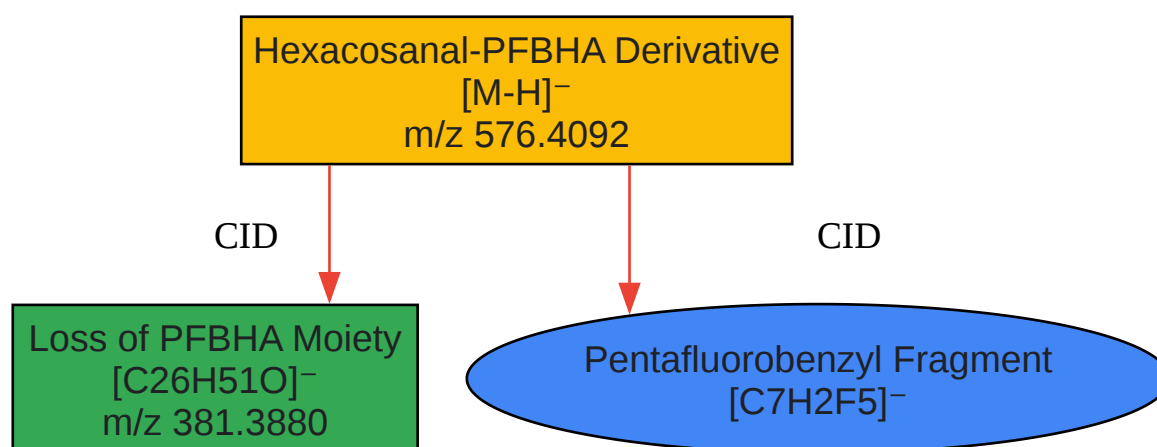 Hexacosanal-PFBHA Derivative
[M-H]⁻
m/z 576.4092
CID
CID
Loss of PFBHA Moiety
[C26H51O]⁻
m/z 381.3880
Pentafluorobenzyl Fragment
[C7H2F5]⁻